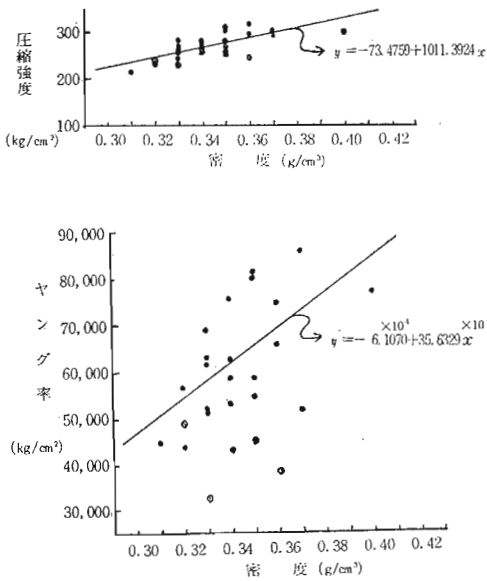 圧縮強度
(kg/cm²)
300
200
100
y = -73.4759+1011.3924x
0.30 0.32 0.34 0.36 0.38 0.40 0.42
密 度 (g/cm³)
ヤング率
(kg/cm²)
90,000
80,000
70,000
60,000
50,000
40,000
30,000
×10⁴ ×10
y = - 6.1070+35.6329x
0.30 0.32 0.34 0.36 0.38 0.40 0.42
密 度 (g/cm³)